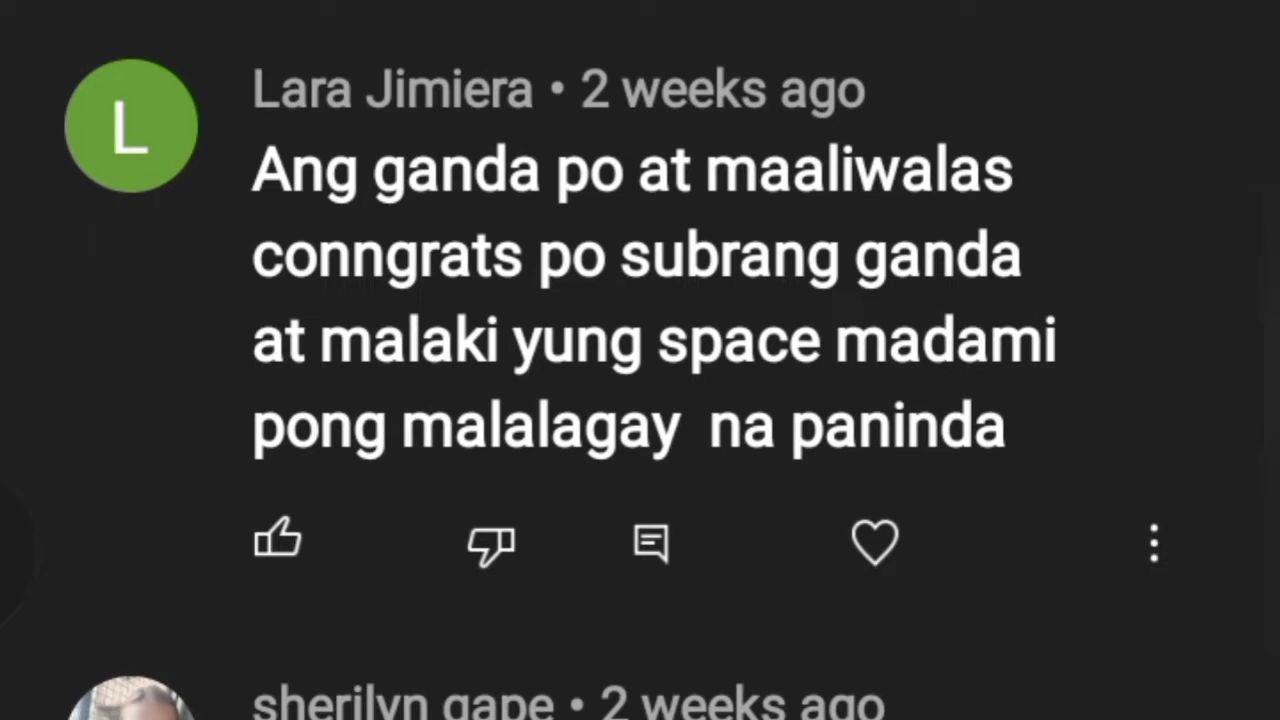 L
Lara Jimiera • 2 weeks ago
Ang ganda po at maaliwalas
conngrats po subrang ganda
at malaki yung space madami
pong malalagay  na paninda
sherilyn gape • 2 weeks ago